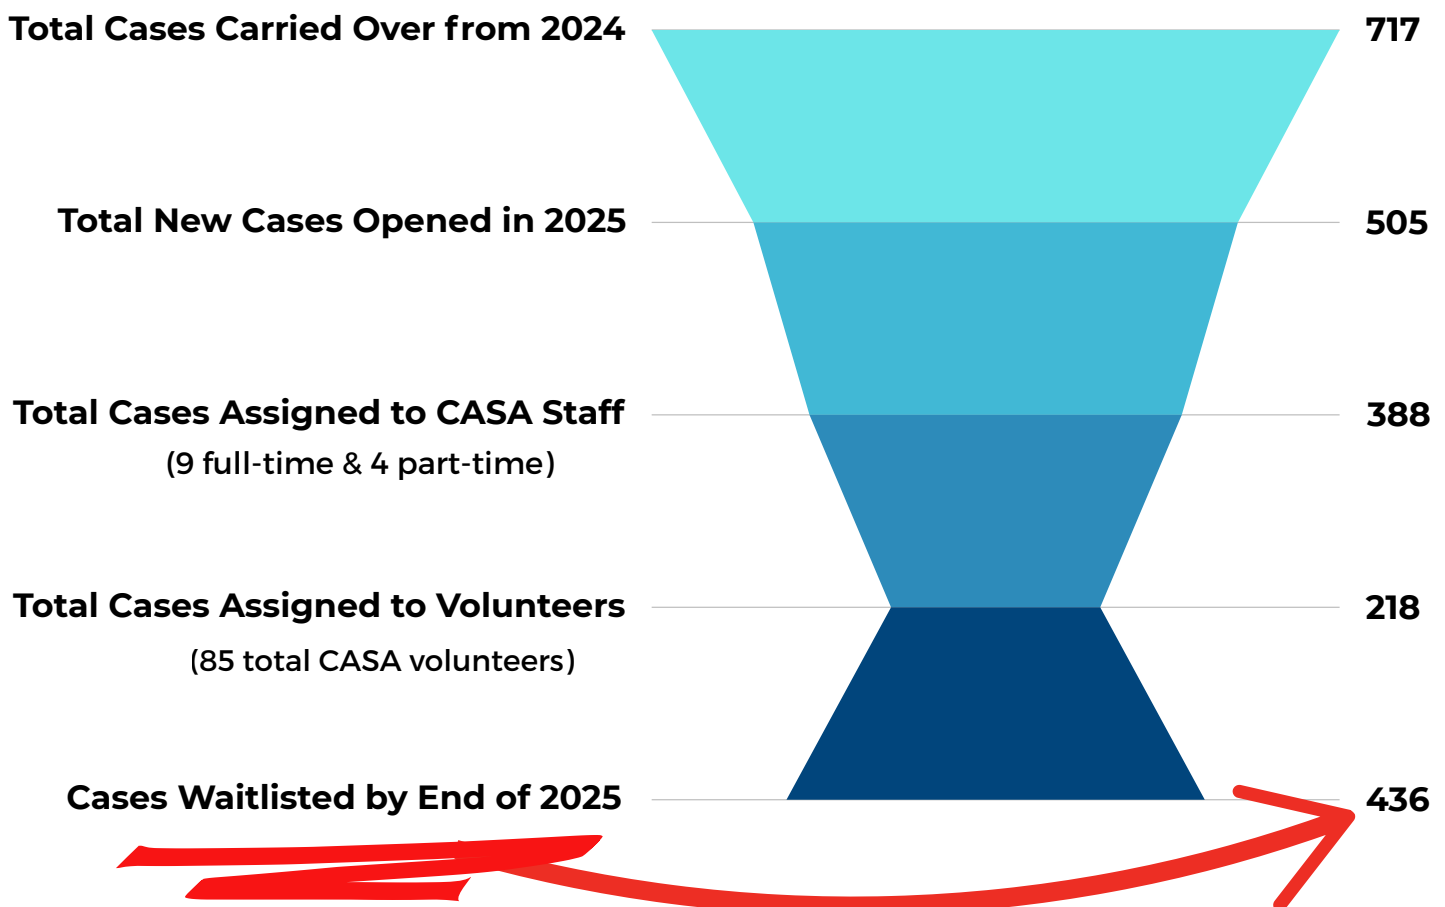 Total Cases Carried Over from 2024 717
Total New Cases Opened in 2025 505
Total Cases Assigned to CASA Staff 388
(9 full-time & 4 part-time)
Total Cases Assigned to Volunteers 218
(85 total CASA volunteers)
Cases Waitlisted by End of 2025 436